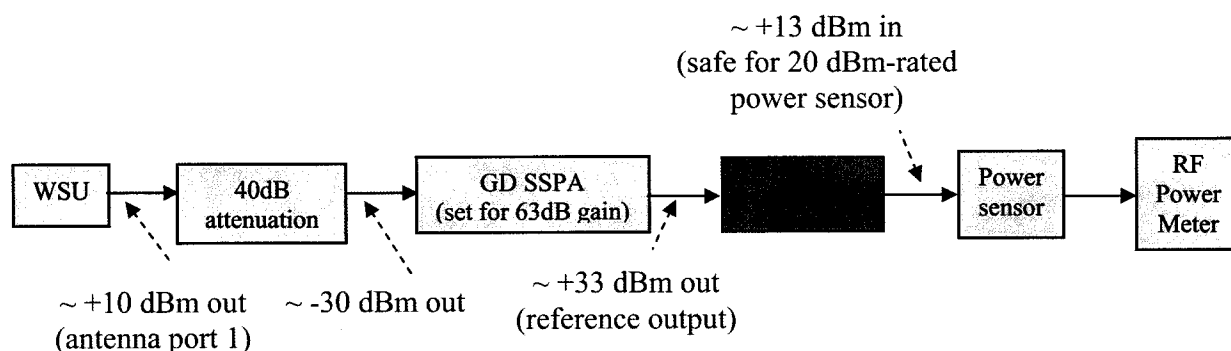 ~ +13 dBm in
(safe for 20 dBm-rated
power sensor)
WSU
40dB
attenuation
GD SSPA
(set for 63dB gain)
Power
sensor
RF
Power
Meter
~ +10 dBm out
(antenna port 1)
~ -30 dBm out
~ +33 dBm out
(reference output)